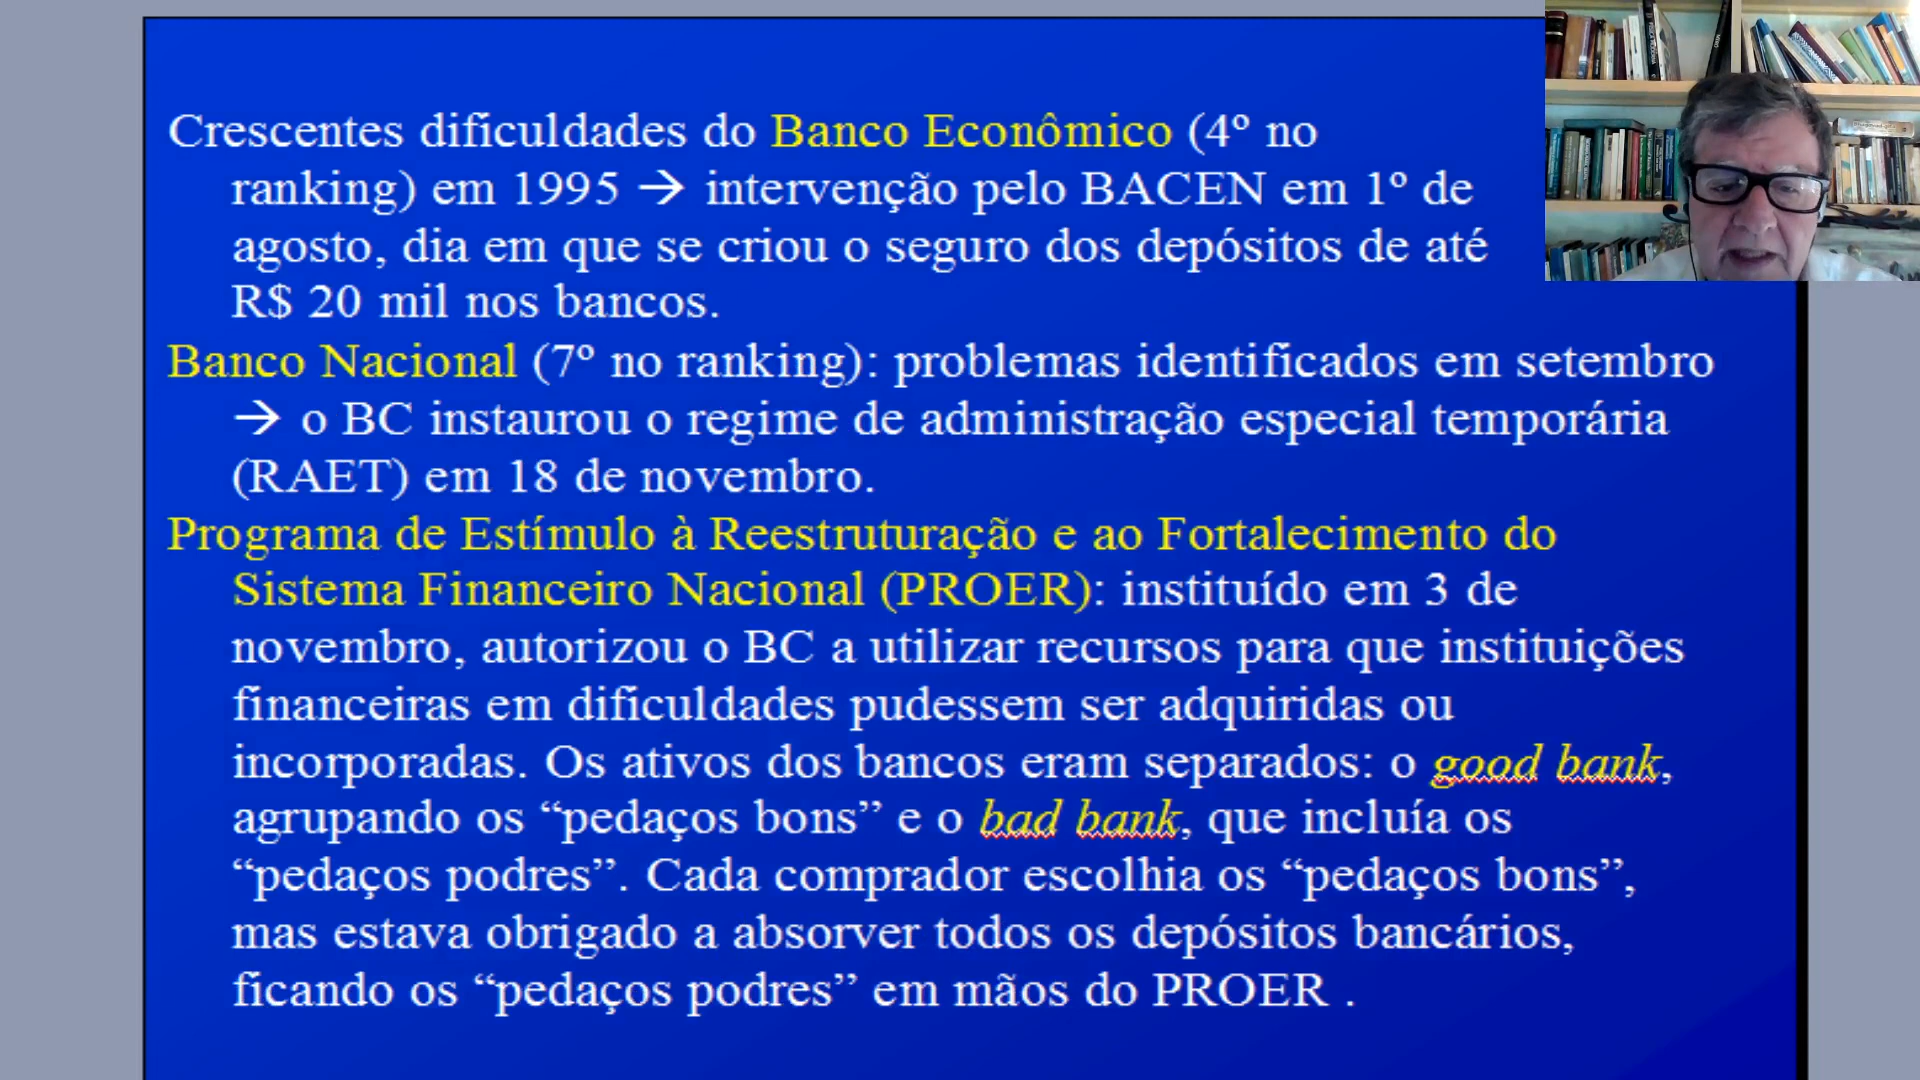 Crescentes dificuldades do Banco Econômico (4º no
ranking) em 1995 → intervenção pelo BACEN em 1º de
agosto, dia em que se criou o seguro dos depósitos de até
R$ 20 mil nos bancos.
Banco Nacional (7º no ranking): problemas identificados em setembro
→ o BC instaurou o regime de administração especial temporária
(RAET) em 18 de novembro.
Programa de Estímulo à Reestruturação e ao Fortalecimento do
Sistema Financeiro Nacional (PROER): instituído em 3 de
novembro, autorizou o BC a utilizar recursos para que instituições
financeiras em dificuldades pudessem ser adquiridas ou
incorporadas. Os ativos dos bancos eram separados: o good bank,
agrupando os “pedaços bons” e o bad bank, que incluía os
“pedaços podres”. Cada comprador escolhia os “pedaços bons”,
mas estava obrigado a absorver todos os depósitos bancários,
ficando os “pedaços podres” em mãos do PROER .